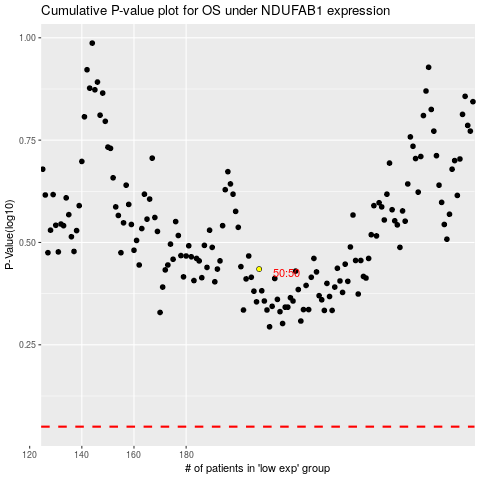 Cumulative P-value plot for OS under NDUFAB1 expression
P-Value(log10)
1.00
0.75
0.50
0.25
50:50
120 140 160 180
# of patients in 'low exp' group